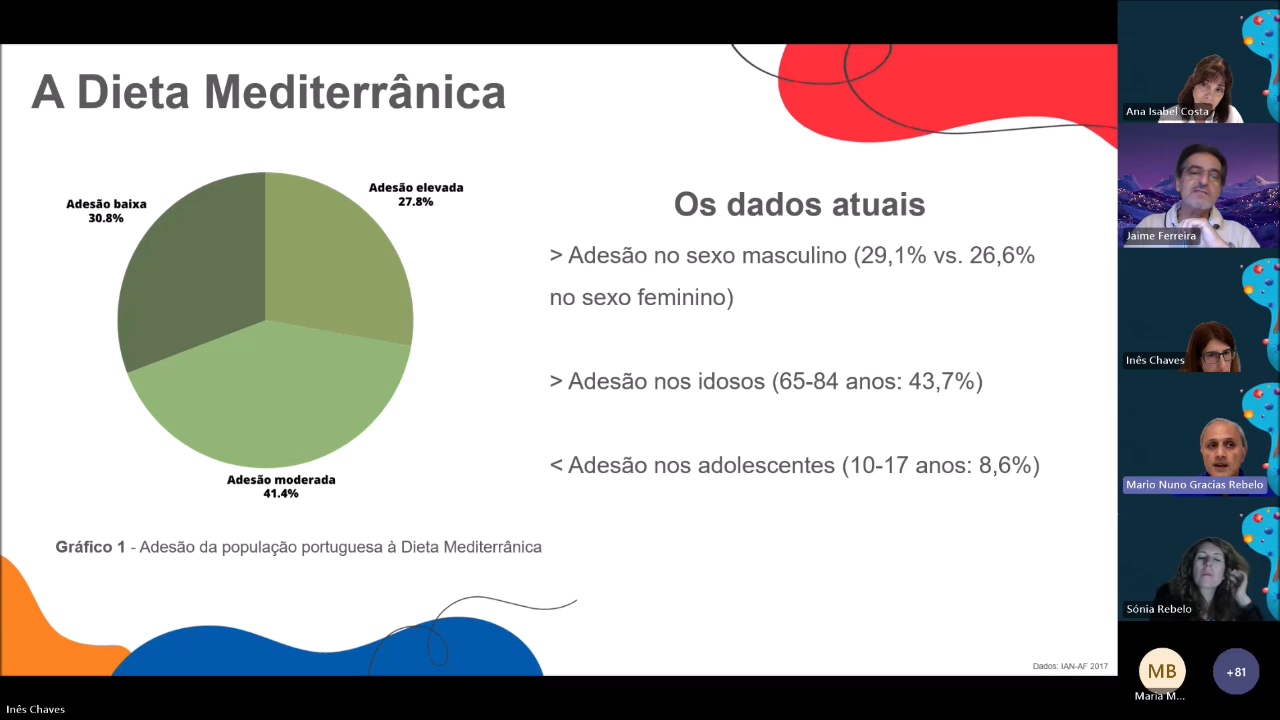 A Dieta Mediterrânica
Adesão elevada
27.8%
Adesão baixa
30.8%
Adesão moderada
41.4%
Gráfico 1 - Adesão da população portuguesa à Dieta Mediterrânica
Os dados atuais
> Adesão no sexo masculino (29,1% vs. 26,6%
no sexo feminino)
> Adesão nos idosos (65-84 anos: 43,7%)
< Adesão nos adolescentes (10-17 anos: 8,6%)
Dados: IAN-AF 2017
Ana Isabel Costa
Jaime Ferreira
Inês Chaves
Mario Nuno Gracias Rebelo
Sónia Rebelo
MB
Maria M...
+81
Inês Chaves